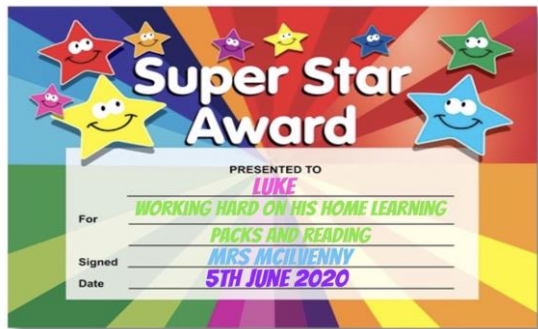 Super Star
Award
PRESENTED TO
LUKE
For WORKING HARD ON HIS HOME LEARNING
PACKS AND READING
Signed MRS MCILVENNY
Date 5TH JUNE 2020